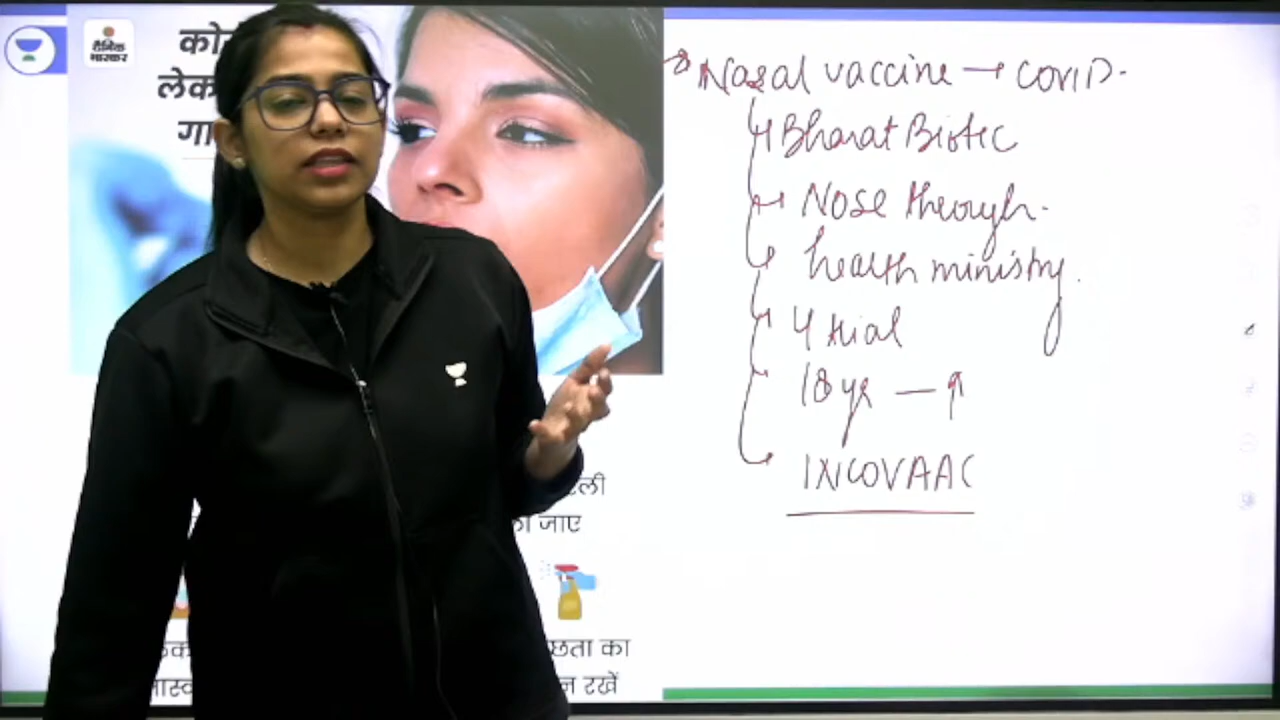 दैनिक
भास्कर
Nasal vaccine → COVID.
Bharat Biotec
Nose through.
health ministry.
4 trial
18 yr — ↑
INCOVAAC
जाए
का
रखें